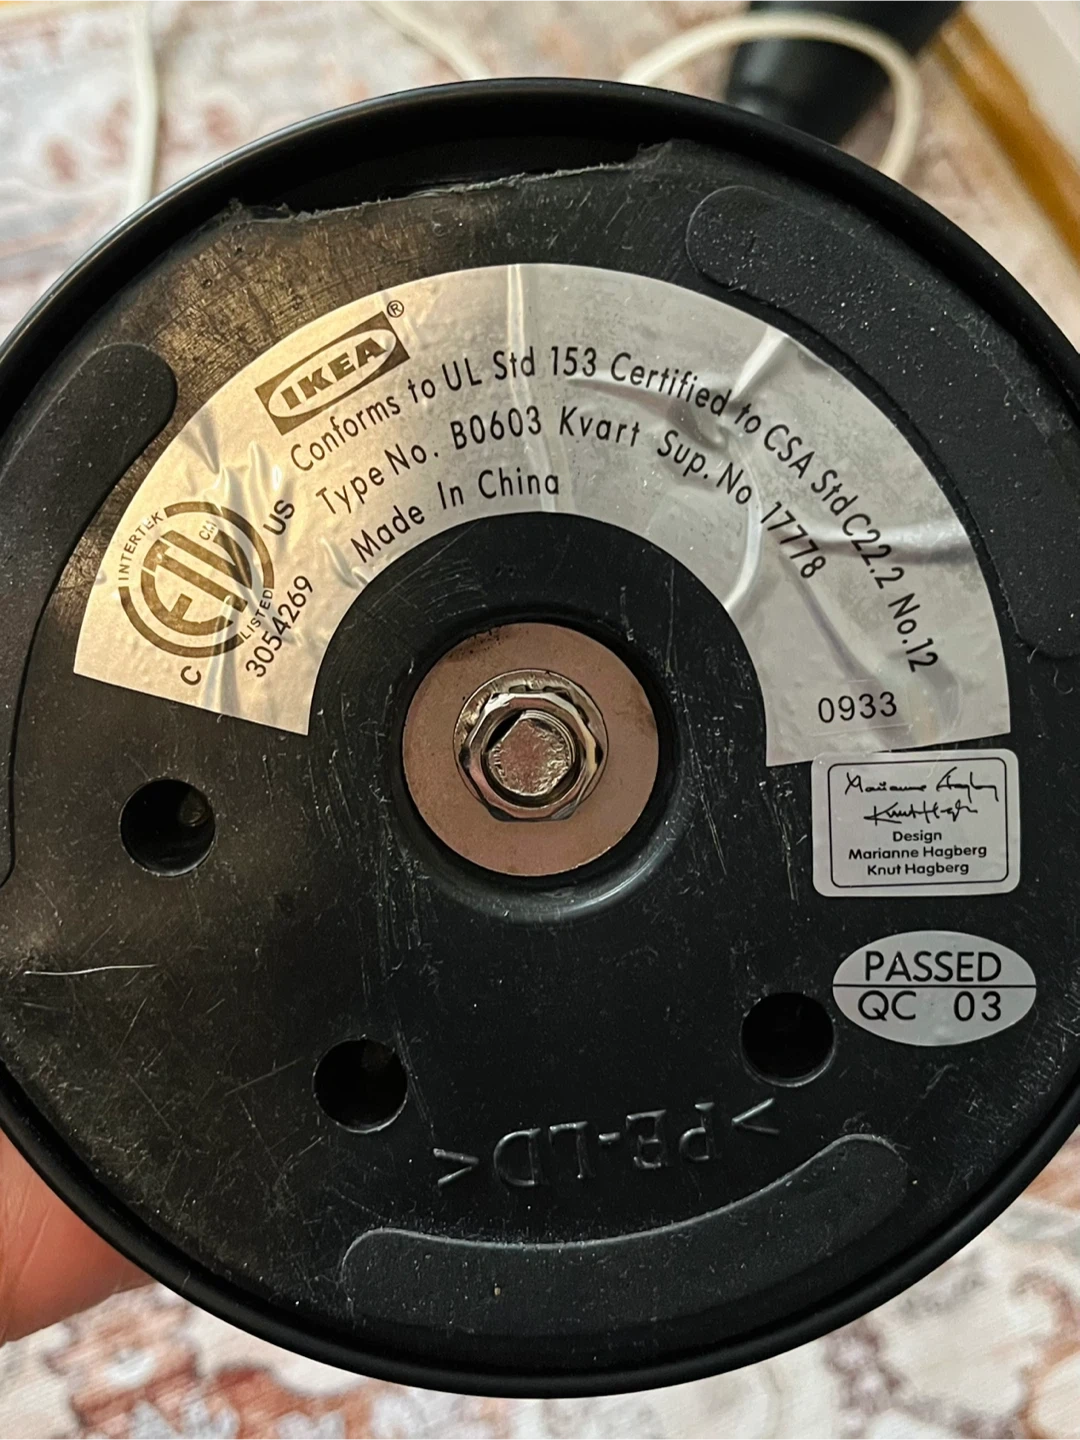 IKEA®
Conforms to UL Std 153 Certified to CSA Std C22.2 No.12
Type No. B0603 Kvart Sup. No 17778
Made In China
INTERTEK
ETL
CM
LISTED
C
US
3054269
0933
Design
Marianne Hagberg
Knut Hagberg
PASSED
QC 03
>PE-LD<